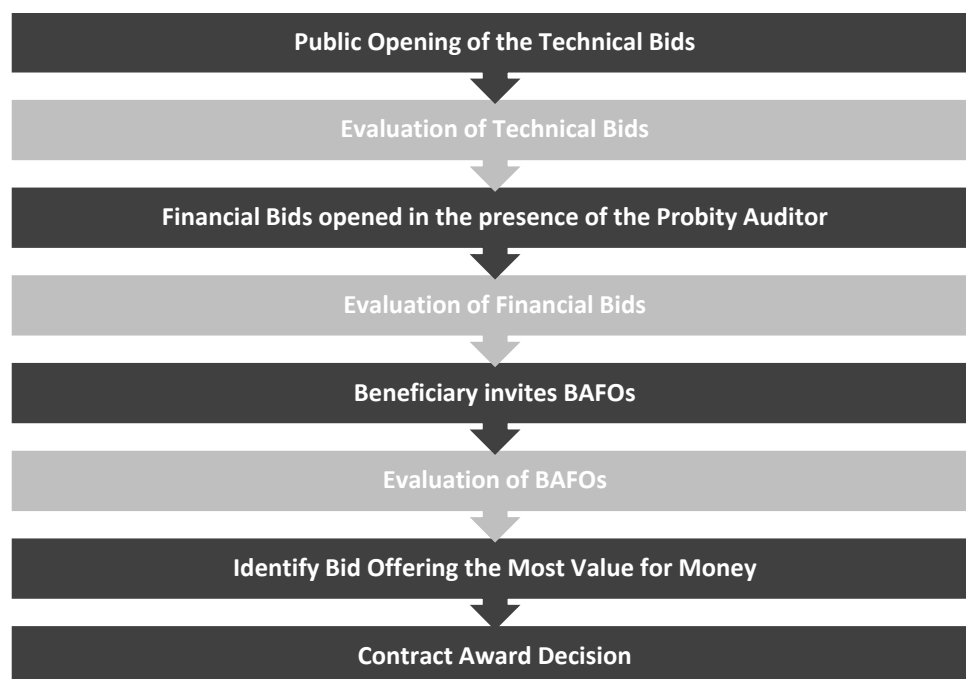 Public Opening of the Technical Bids
Evaluation of Technical Bids
Financial Bids opened in the presence of the Probity Auditor
Evaluation of Financial Bids
Beneficiary invites BAFOs
Evaluation of BAFOs
Identify Bid Offering the Most Value for Money
Contract Award Decision